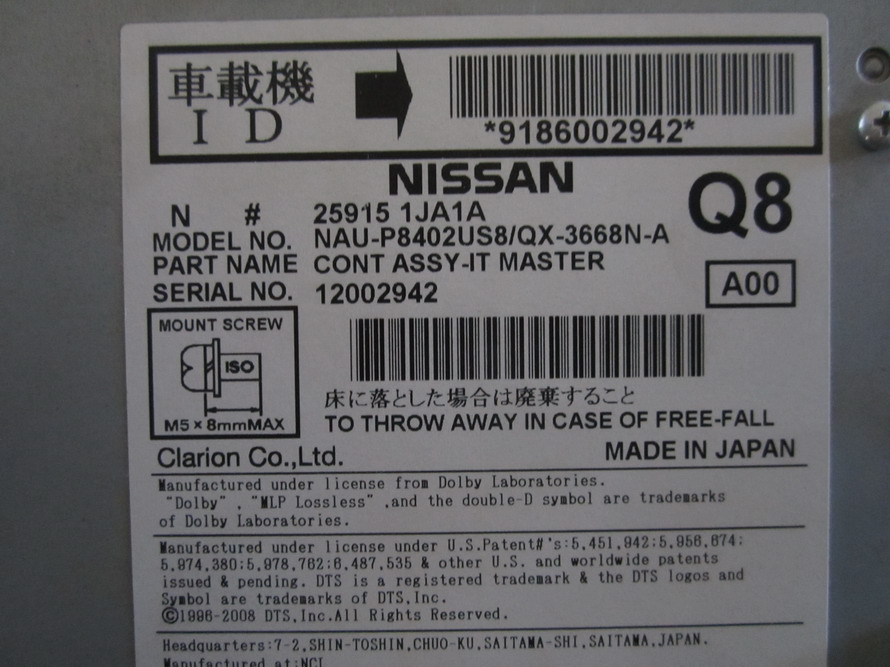 車載機
ID
*9186002942*
NISSAN
Q8
N # 25915 1JA1A
MODEL NO. NAU-P8402US8/QX-3668N-A
PART NAME CONT ASSY-IT MASTER
SERIAL NO. 12002942
A00
MOUNT SCREW
ISO
M5×8mmMAX
床に落とした場合は廃棄すること
TO THROW AWAY IN CASE OF FREE-FALL
Clarion Co.,Ltd.
MADE IN JAPAN
Manufactured under license from Dolby Laboratories.
"Dolby", "MLP Lossless",and the double-D symbol are trademarks
of Dolby Laboratories.
Manufactured under license under U.S.Patent#'s:5,451,942;5,956,674;
5,974,380;5,978,762;6,487,535 & other U.S. and worldwide patents
issued & pending. DTS is a registered trademark & the DTS logos and
Symbol are trademarks of DTS,Inc.
©1996-2008 DTS,Inc.All Rights Reserved.
Headquarters:7-2,SHIN-TOSHIN,CHUO-KU,SAITAMA-SHI,SAITAMA,JAPAN.
Manufactured at:NCI